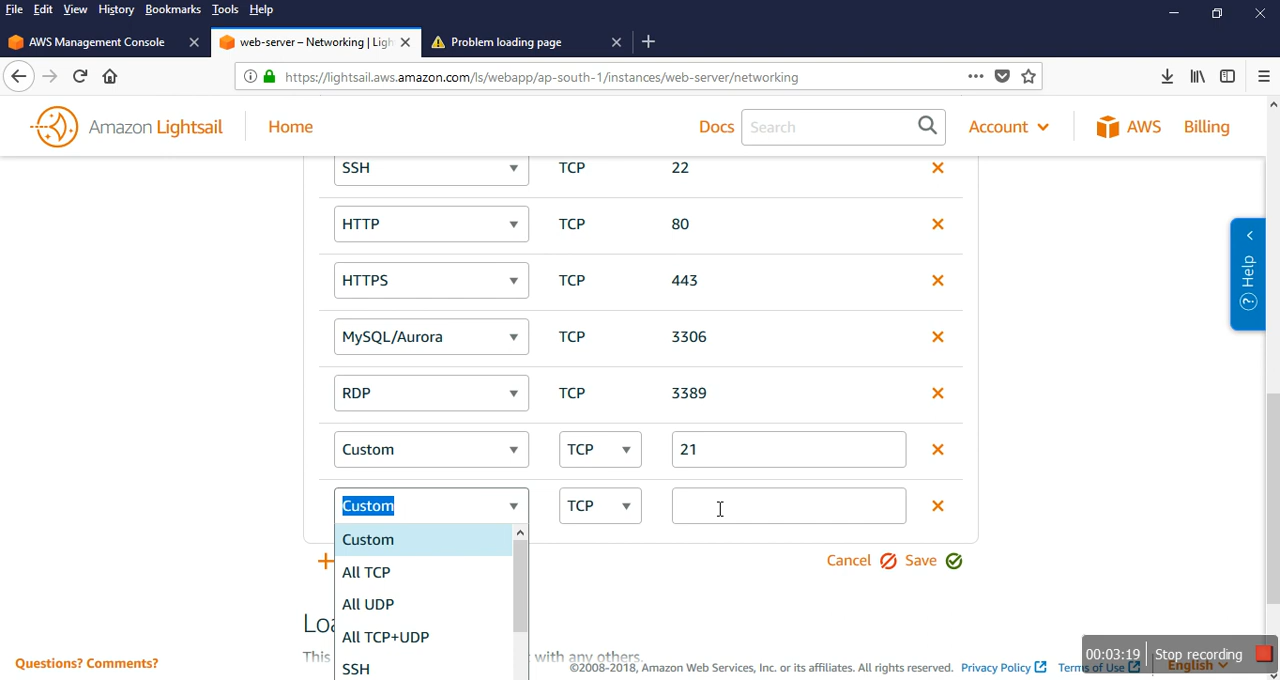 File Edit View History Bookmarks Tools Help
AWS Management Console
web-server – Networking | Ligh
Problem loading page
https://lightsail.aws.amazon.com/ls/webapp/ap-south-1/instances/web-server/networking
Amazon Lightsail
Home
Docs
Search
Account
AWS
Billing
SSH TCP 22
HTTP TCP 80
HTTPS TCP 443
MySQL/Aurora TCP 3306
RDP TCP 3389
Custom TCP 21
Custom TCP
Custom
All TCP
All UDP
All TCP+UDP
SSH
Cancel
Save
? Help
with any others.
This
Questions? Comments?
©2008-2018, Amazon Web Services, Inc. or its affiliates. All rights reserved.
Privacy Policy
Terms of Use
English
00:03:19 Stop recording